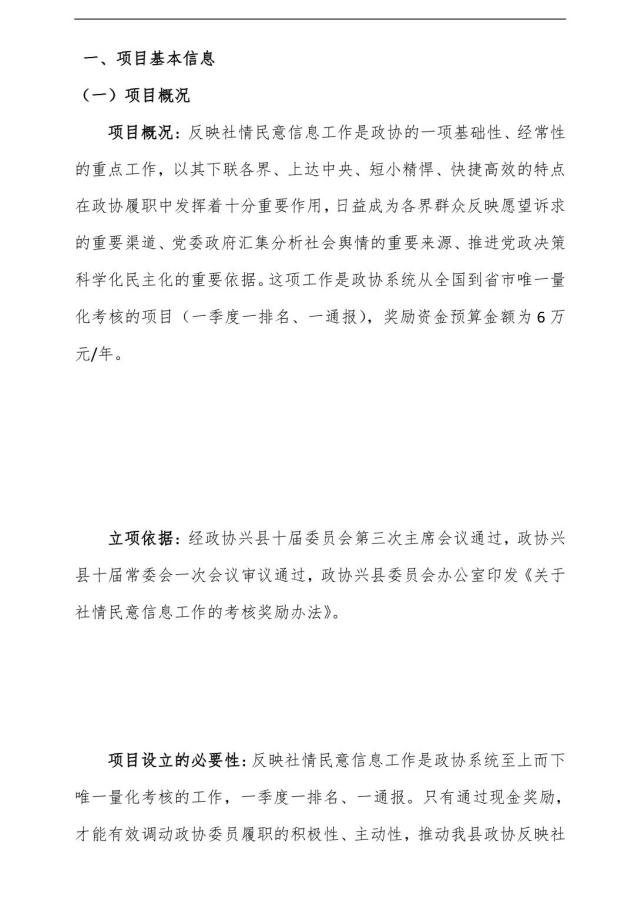 一、项目基本信息
（一）项目概况
项目概况：反映社情民意信息工作是政协的一项基础性、经常性
的重点工作，以其下联各界、上达中央、短小精悍、快捷高效的特点
在政协履职中发挥着十分重要作用，日益成为各界群众反映愿望诉求
的重要渠道、党委政府汇集分析社会舆情的重要来源、推进党政决策
科学化民主化的重要依据。这项工作是政协系统从全国到省市唯一量
化考核的项目（一季度一排名、一通报），奖励资金预算金额为 6 万
元/年。
立项依据：经政协兴县十届委员会第三次主席会议通过，政协兴
县十届常委会一次会议审议通过，政协兴县委员会办公室印发《关于
社情民意信息工作的考核奖励办法》。
项目设立的必要性：反映社情民意信息工作是政协系统至上而下
唯一量化考核的工作，一季度一排名、一通报。只有通过现金奖励，
才能有效调动政协委员履职的积极性、主动性，推动我县政协反映社